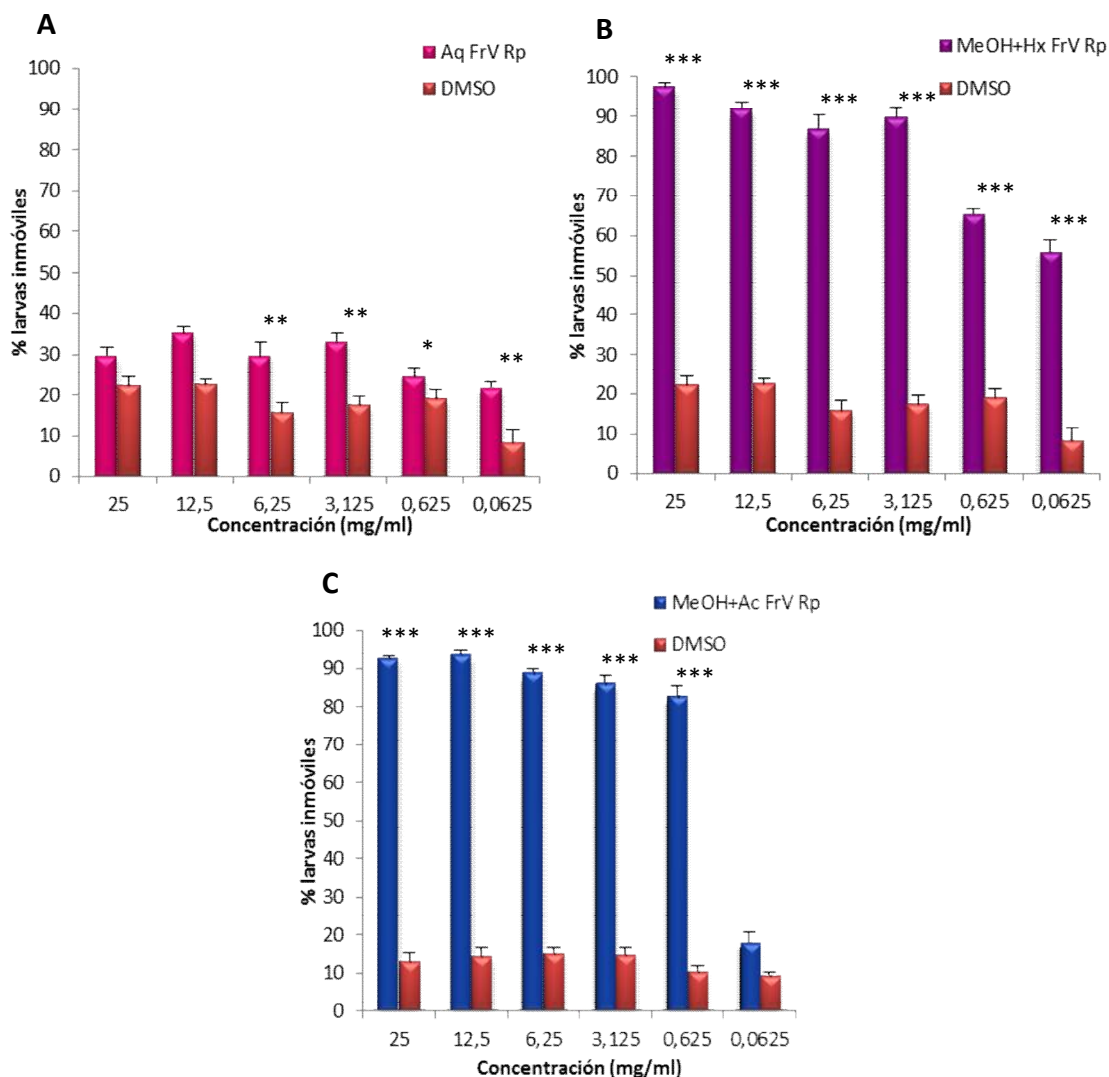 A
Aq FrV Rp
DMSO
100
90
80
70
60
50
40
30
20
10
0
% larvas inmóviles
** ** * **
25 12,5 6,25 3,125 0,625 0,0625
Concentración (mg/ml)
B
MeOH+Hx FrV Rp
DMSO
100
90
80
70
60
50
40
30
20
10
0
% larvas inmóviles
*** *** *** *** *** ***
25 12,5 6,25 3,125 0,625 0,0625
Concentración (mg/ml)
C
MeOH+Ac FrV Rp
DMSO
100
90
80
70
60
50
40
30
20
10
0
% larvas inmóviles
*** *** *** *** ***
25 12,5 6,25 3,125 0,625 0,0625
Concentración (mg/ml)